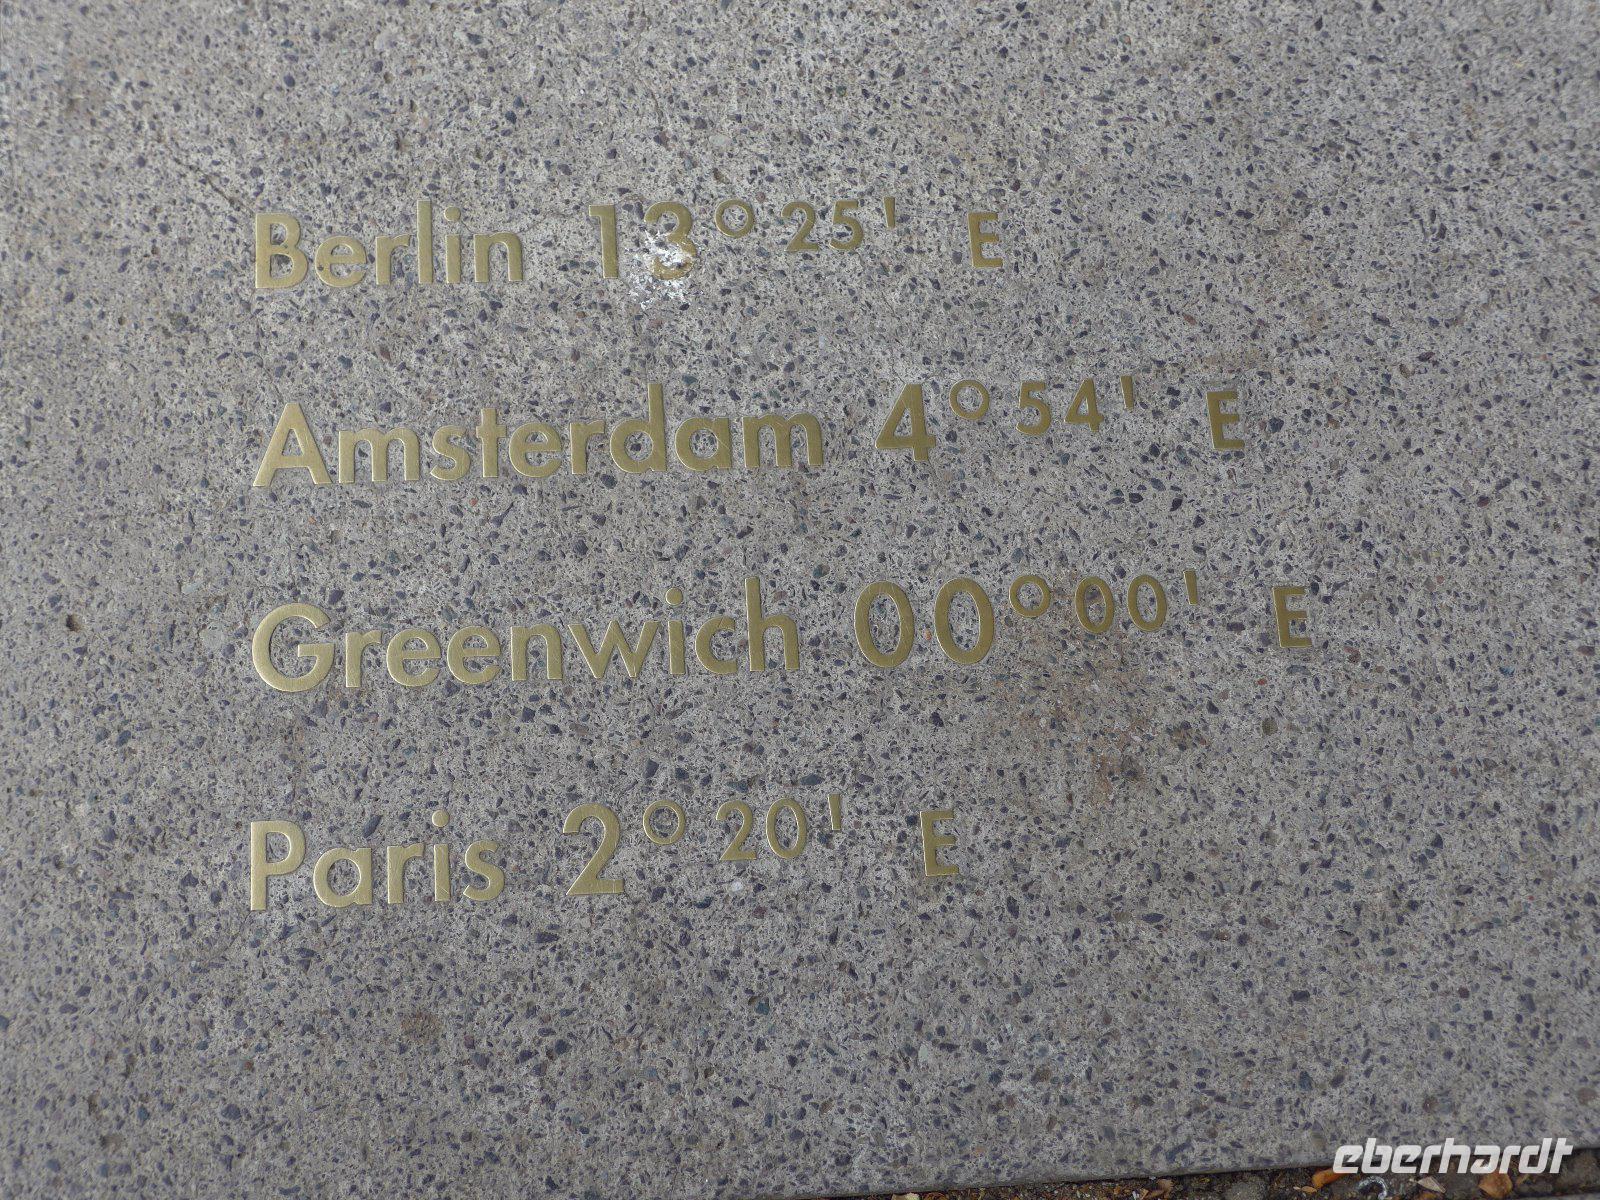 Berlin 13° 25' E
Amsterdam 4° 54' E
Greenwich 00° 00' E
Paris 2° 20' E
eberhardt